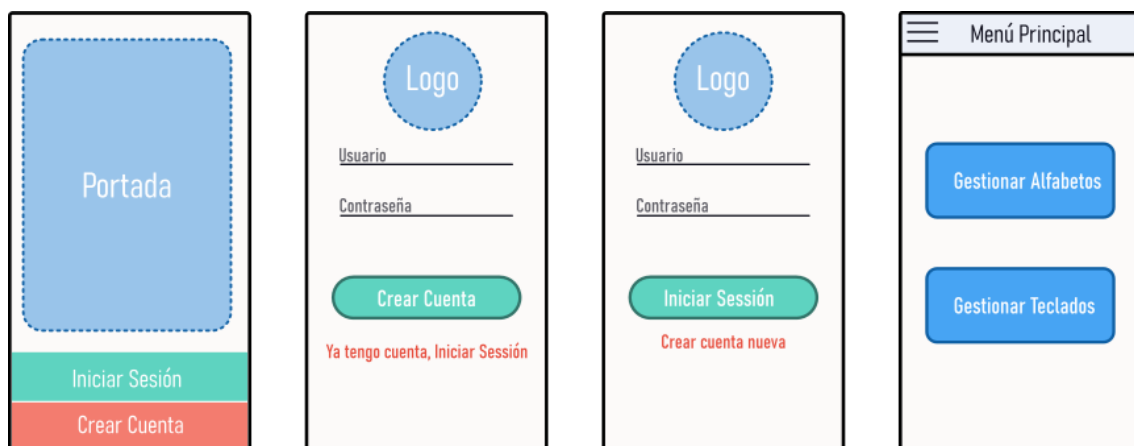 Portada
Iniciar Sesión
Crear Cuenta
Logo
Usuario
Contraseña
Crear Cuenta
Ya tengo cuenta, Iniciar Sessión
Logo
Usuario
Contraseña
Iniciar Sessión
Crear cuenta nueva
Menú Principal
Gestionar Alfabetos
Gestionar Teclados